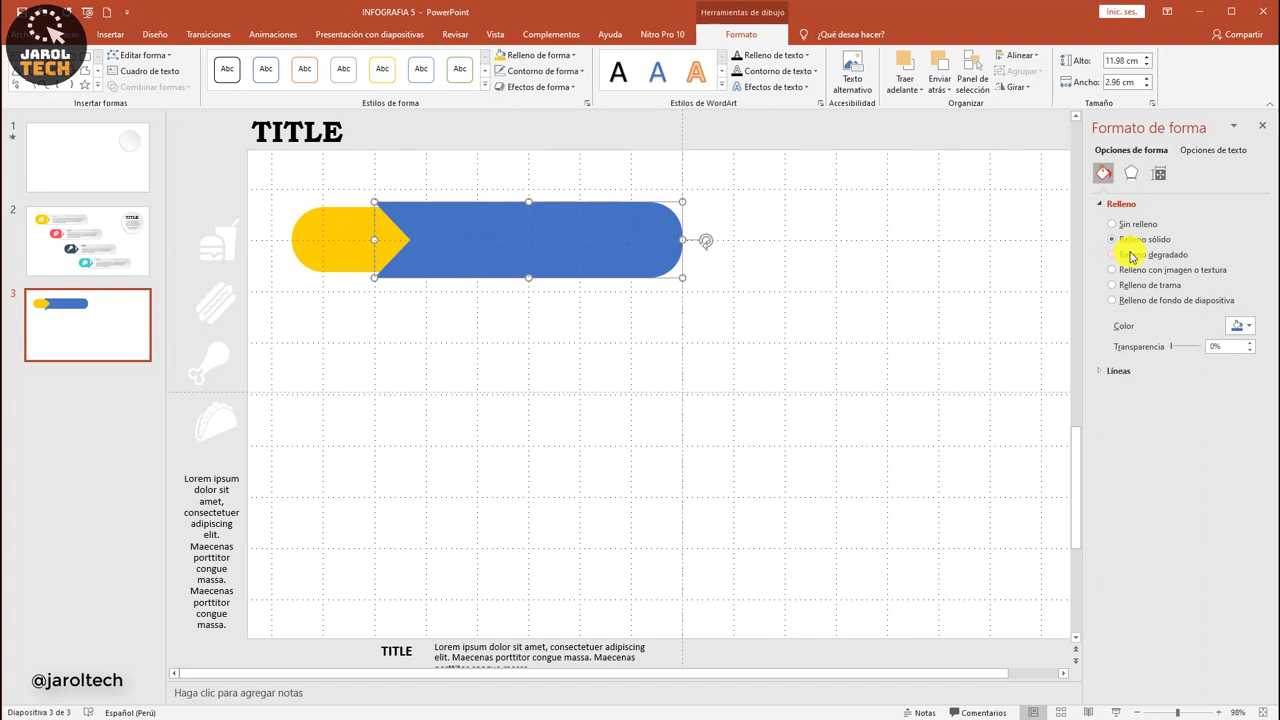 INFOGRAFIA 5 - PowerPoint
Herramientas de dibujo
Inic. ses.
Insertar
Diseño
Transiciones
Animaciones
Presentación con diapositivas
Revisar
Vista
Complementos
Ayuda
Nitro Pro 10
Formato
¿Qué desea hacer?
Compartir
JAROL
TECH
Editar forma
Cuadro de texto
Combinar formas
Insertar formas
Abc
Abc
Abc
Abc
Abc
Abc
Abc
Relleno de forma
Contorno de forma
Efectos de forma
Estilos de forma
A
A
A
Relleno de texto
Contorno de texto
Efectos de texto
Estilos de WordArt
Texto
alternativo
Accesibilidad
Traer
adelante
Enviar
atrás
Panel de
selección
Alinear
Agrupar
Girar
Organizar
Alto:
11.98 cm
Ancho:
2.96 cm
Tamaño
1
2
3
TITLE
Lorem ipsum
dolor sit
amet,
consectetuer
adipiscing
elit.
Maecenas
porttitor
congue
massa.
Maecenas
porttitor
congue
massa.
TITLE
Lorem ipsum dolor sit amet, consectetuer
adipiscing elit. Maecenas porttitor congue
massa. Maecenas
Formato de forma
Opciones de forma
Opciones de texto
Relleno
Sin relleno
Relleno sólido
Relleno degradado
Relleno con imagen o textura
Relleno de trama
Relleno de fondo de diapositiva
Color
Transparencia
0%
Líneas
@jaroltech
Haga clic para agregar notas
Diapositiva 3 de 3
Español (Perú)
Notas
Comentarios
98%